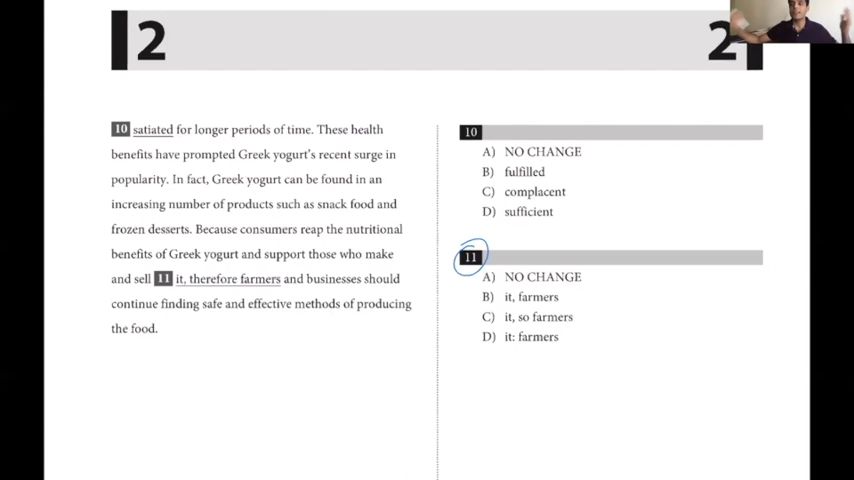 2
2
10 satiated for longer periods of time. These health
benefits have prompted Greek yogurt's recent surge in
popularity. In fact, Greek yogurt can be found in an
increasing number of products such as snack food and
frozen desserts. Because consumers reap the nutritional
benefits of Greek yogurt and support those who make
and sell 11 it, therefore farmers and businesses should
continue finding safe and effective methods of producing
the food.
10
A) NO CHANGE
B) fulfilled
C) complacent
D) sufficient
11
A) NO CHANGE
B) it, farmers
C) it, so farmers
D) it: farmers